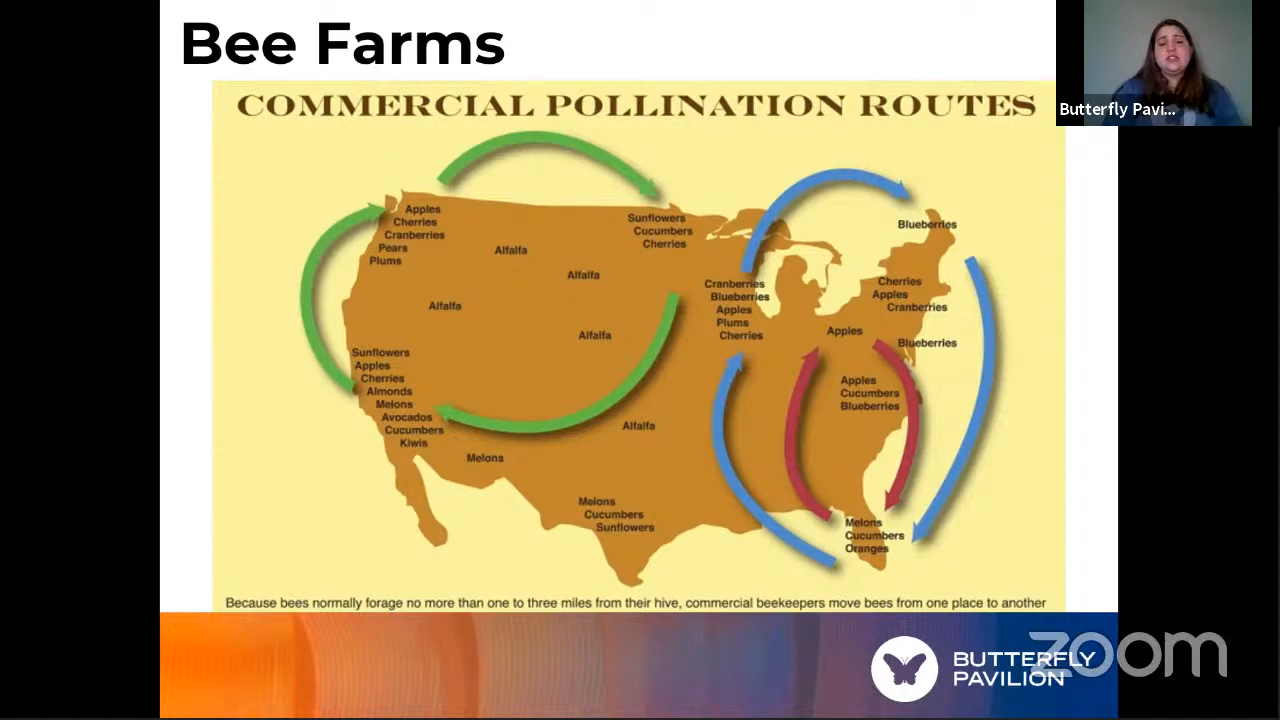 Bee Farms
COMMERCIAL POLLINATION ROUTES
Butterfly Pavi...
Apples
Cherries
Cranberries
Pears
Plums
Alfalfa
Alfalfa
Alfalfa
Alfalfa
Alfalfa
Sunflowers
Cucumbers
Cherries
Sunflowers
Apples
Cherries
Almonds
Melons
Avocados
Cucumbers
Kiwis
Melons
Melons
Cucumbers
Sunflowers
Cranberries
Blueberries
Apples
Plums
Cherries
Blueberries
Cherries
Apples
Cranberries
Apples
Blueberries
Apples
Cucumbers
Blueberries
Melons
Cucumbers
Oranges
Because bees normally forage no more than one to three miles from their hive, commercial beekeepers move bees from one place to another
BUTTERFLY
PAVILION
zoom